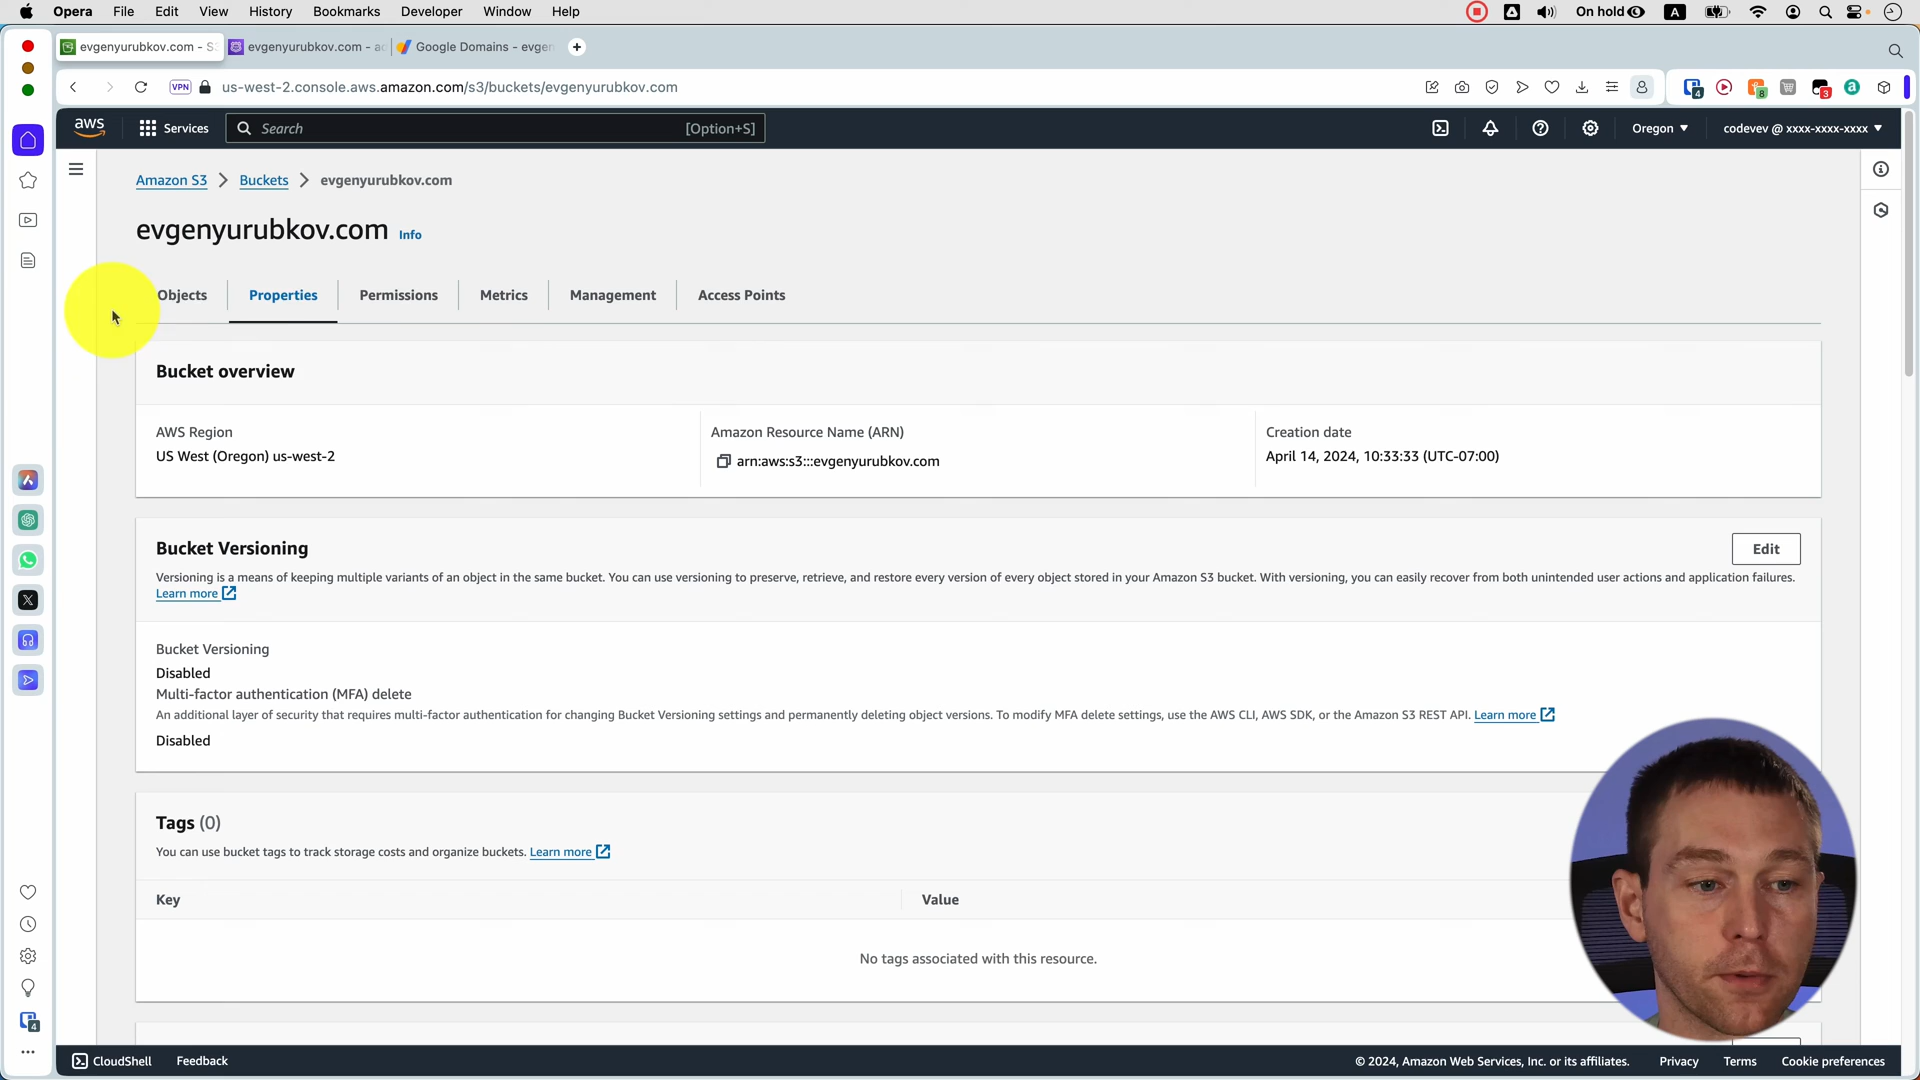 Opera File Edit View History Bookmarks Developer Window Help
On hold
A
evgenyurubkov.com - S3
evgenyurubkov.com - ac
Google Domains - evgen
VPN us-west-2.console.aws.amazon.com/s3/buckets/evgenyurubkov.com
4
8
3
a
aws Services Search [Option+S]
Oregon codevev @ xxxx-xxxx-xxxx
Amazon S3 Buckets evgenyurubkov.com
evgenyurubkov.com Info
Objects Properties Permissions Metrics Management Access Points
Bucket overview
AWS Region
US West (Oregon) us-west-2
Amazon Resource Name (ARN)
arn:aws:s3:::evgenyurubkov.com
Creation date
April 14, 2024, 10:33:33 (UTC-07:00)
Bucket Versioning
Edit
Versioning is a means of keeping multiple variants of an object in the same bucket. You can use versioning to preserve, retrieve, and restore every version of every object stored in your Amazon S3 bucket. With versioning, you can easily recover from both unintended user actions and application failures.
Learn more
Bucket Versioning
Disabled
Multi-factor authentication (MFA) delete
An additional layer of security that requires multi-factor authentication for changing Bucket Versioning settings and permanently deleting object versions. To modify MFA delete settings, use the AWS CLI, AWS SDK, or the Amazon S3 REST API. Learn more
Disabled
Tags (0)
You can use bucket tags to track storage costs and organize buckets. Learn more
Key Value
No tags associated with this resource.
4
CloudShell Feedback
© 2024, Amazon Web Services, Inc. or its affiliates. Privacy Terms Cookie preferences